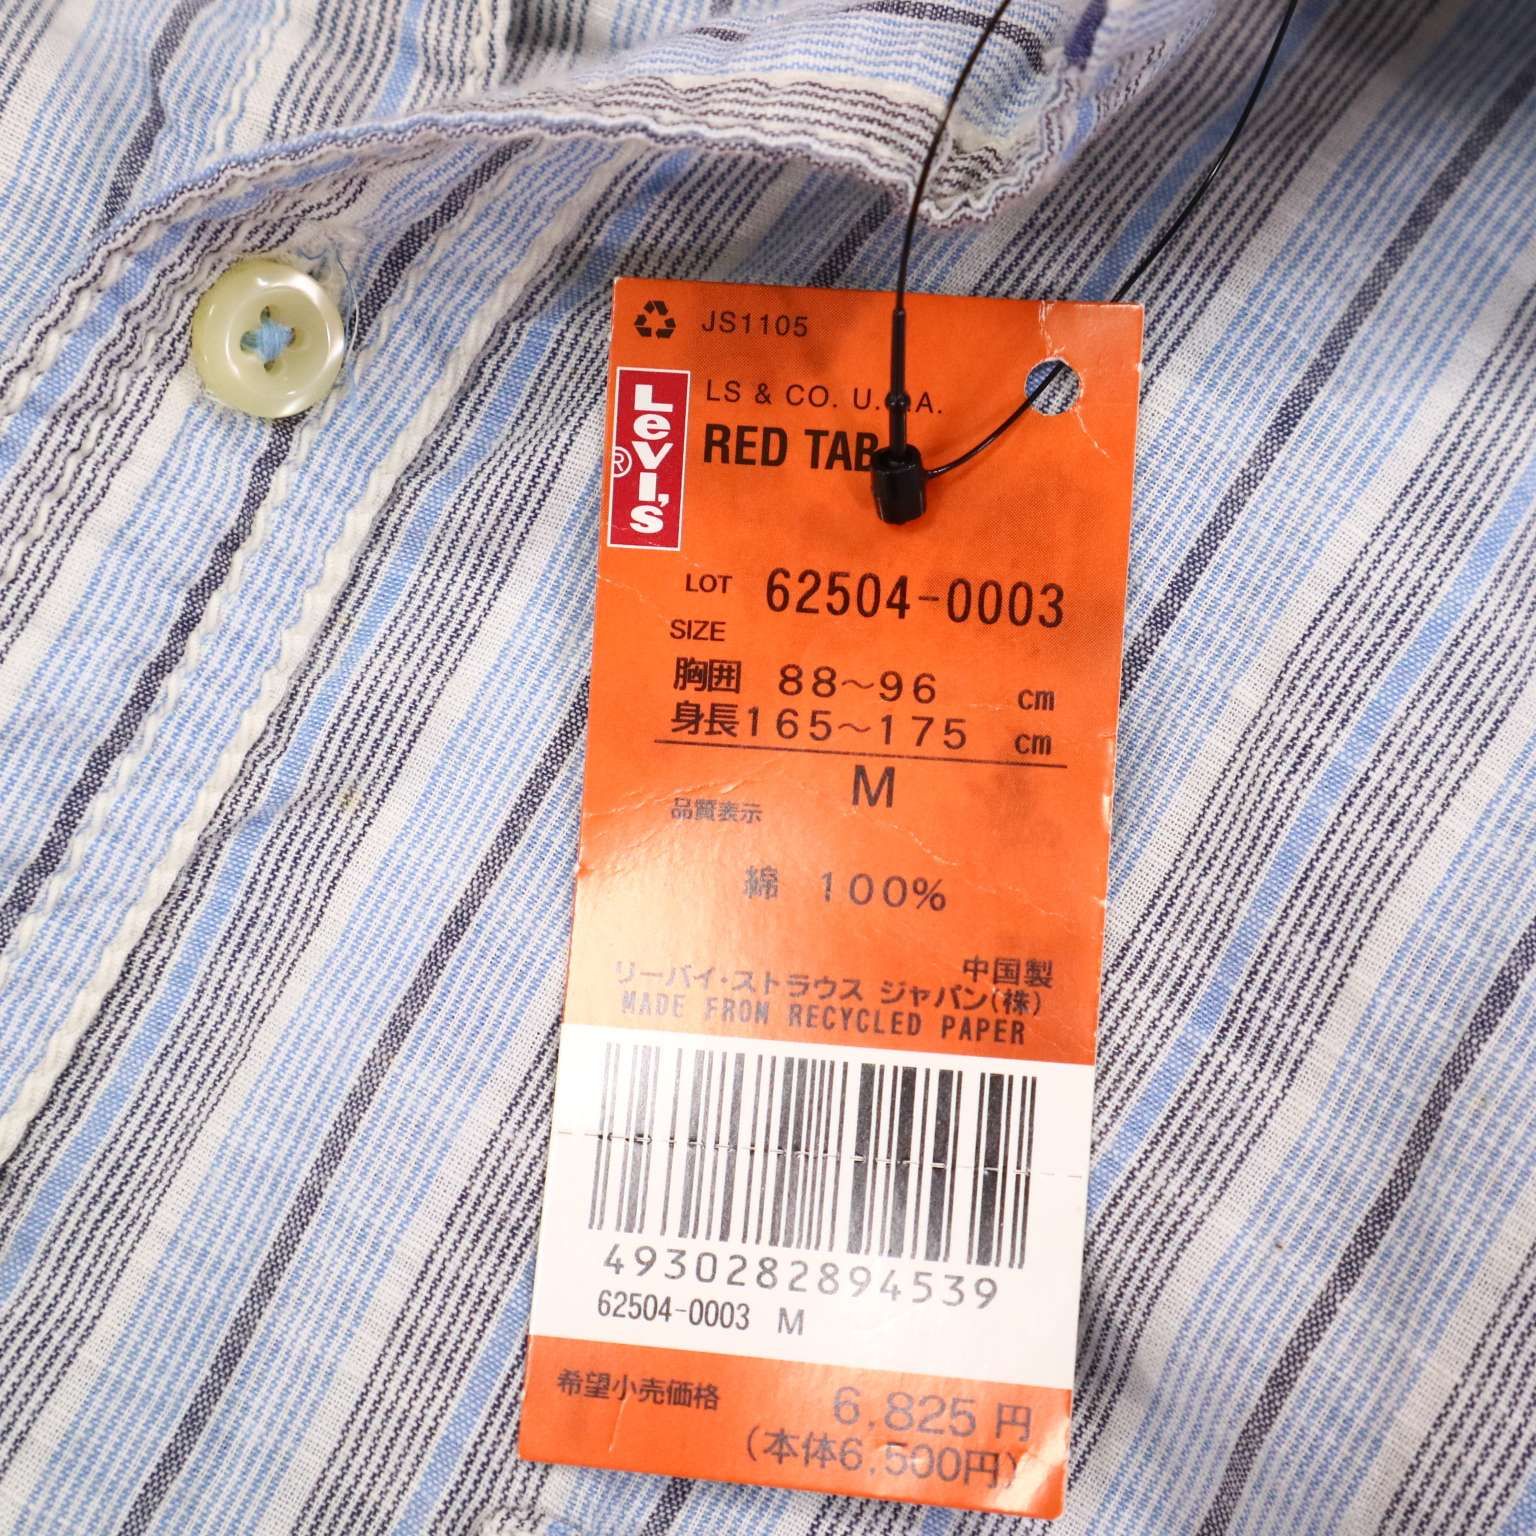 JS1105
Levi's
®
LS & CO. U.S.A.
RED TAB
LOT 62504-0003
SIZE
胸囲 88～96 cm
身長165～175 cm
M
品質表示
綿 100%
中国製
リーバイ・ストラウス ジャパン(株)
MADE FROM RECYCLED PAPER
4930282894539
62504-0003 M
希望小売価格 6,825円
(本体6,500円)